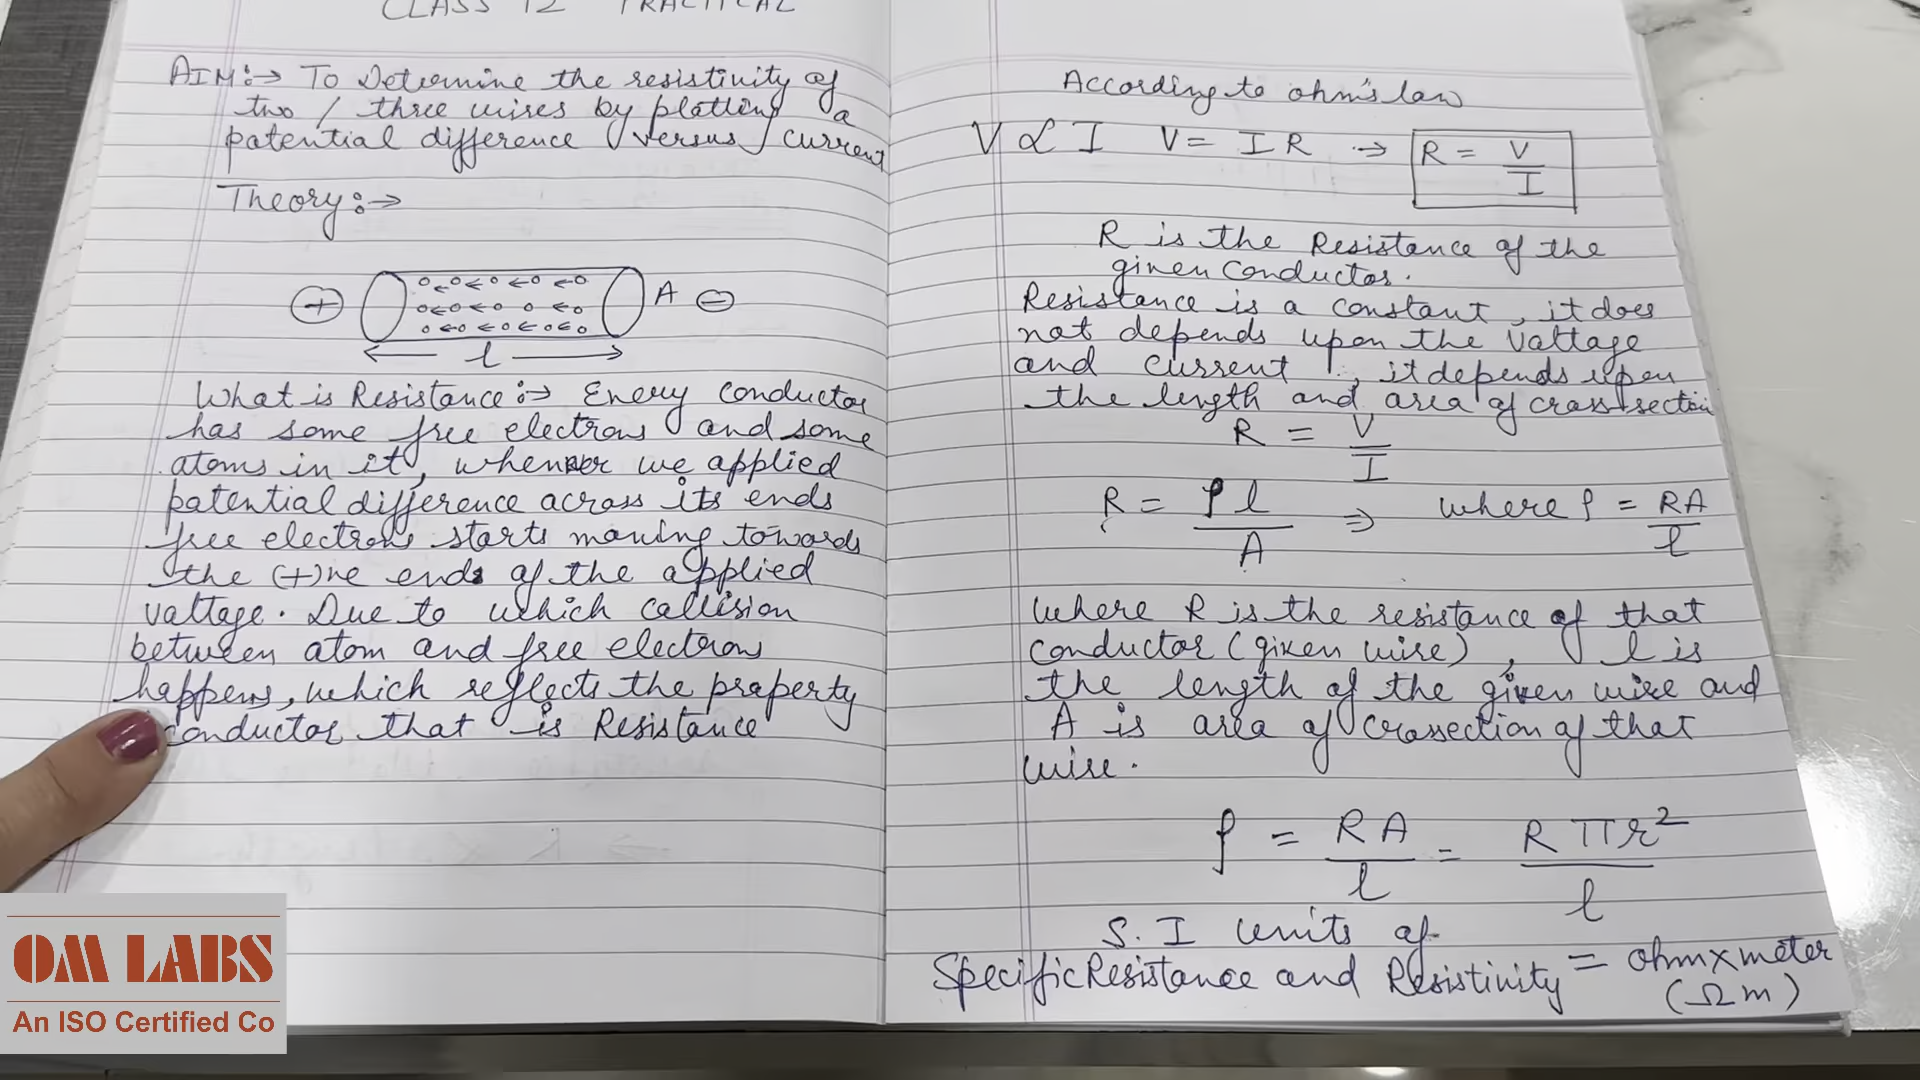 CLASS 12 PRACTICAL
AIM:→ To Determine the resistivity of
two / three wires by plotting a
potential difference versus current
Theory:→
+ A −
l
What is Resistance:→ Every conductor
has some free electrons and some
atoms in it, whenever we applied
potential difference across its ends
free electrons starts moving towards
the (+)ve ends of the applied
voltage. Due to which collision
between atom and free electrons
happens, which reflects the property
conductor that is Resistance
OM LABS
An ISO Certified Co
According to ohm's law
V ∝ I V = I R → R = V/I
R is the Resistance of the
given conductor.
Resistance is a constant, it does
not depends upon the Voltage
and current, it depends upon
the length and area of cross section
R = V/I
R = ρl/A ⇒ where ρ = RA/l
where R is the resistance of that
conductor (given wire), l is
the length of the given wire and
A is area of crossection of that
wire.
ρ = RA/l = Rπr²/l
S.I Units of
Specific Resistance and Resistivity = ohm x meter
(Ωm)